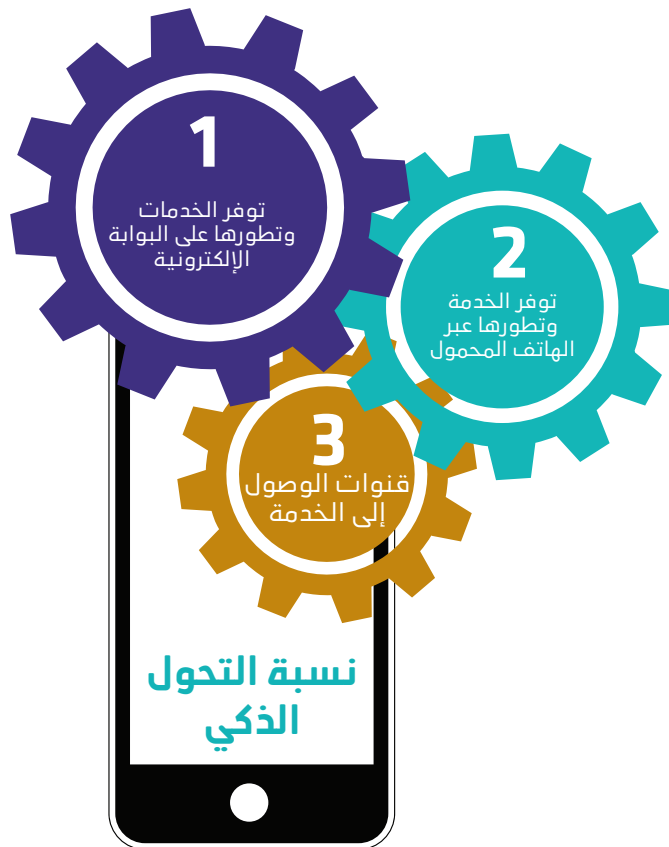 1
توفر الخدمات
وتطورها على البوابة
الإلكترونية
2
توفر الخدمة
وتطورها عبر
الهاتف المحمول
3
قنوات الوصول
إلى الخدمة
نسبة التحول
الذكي